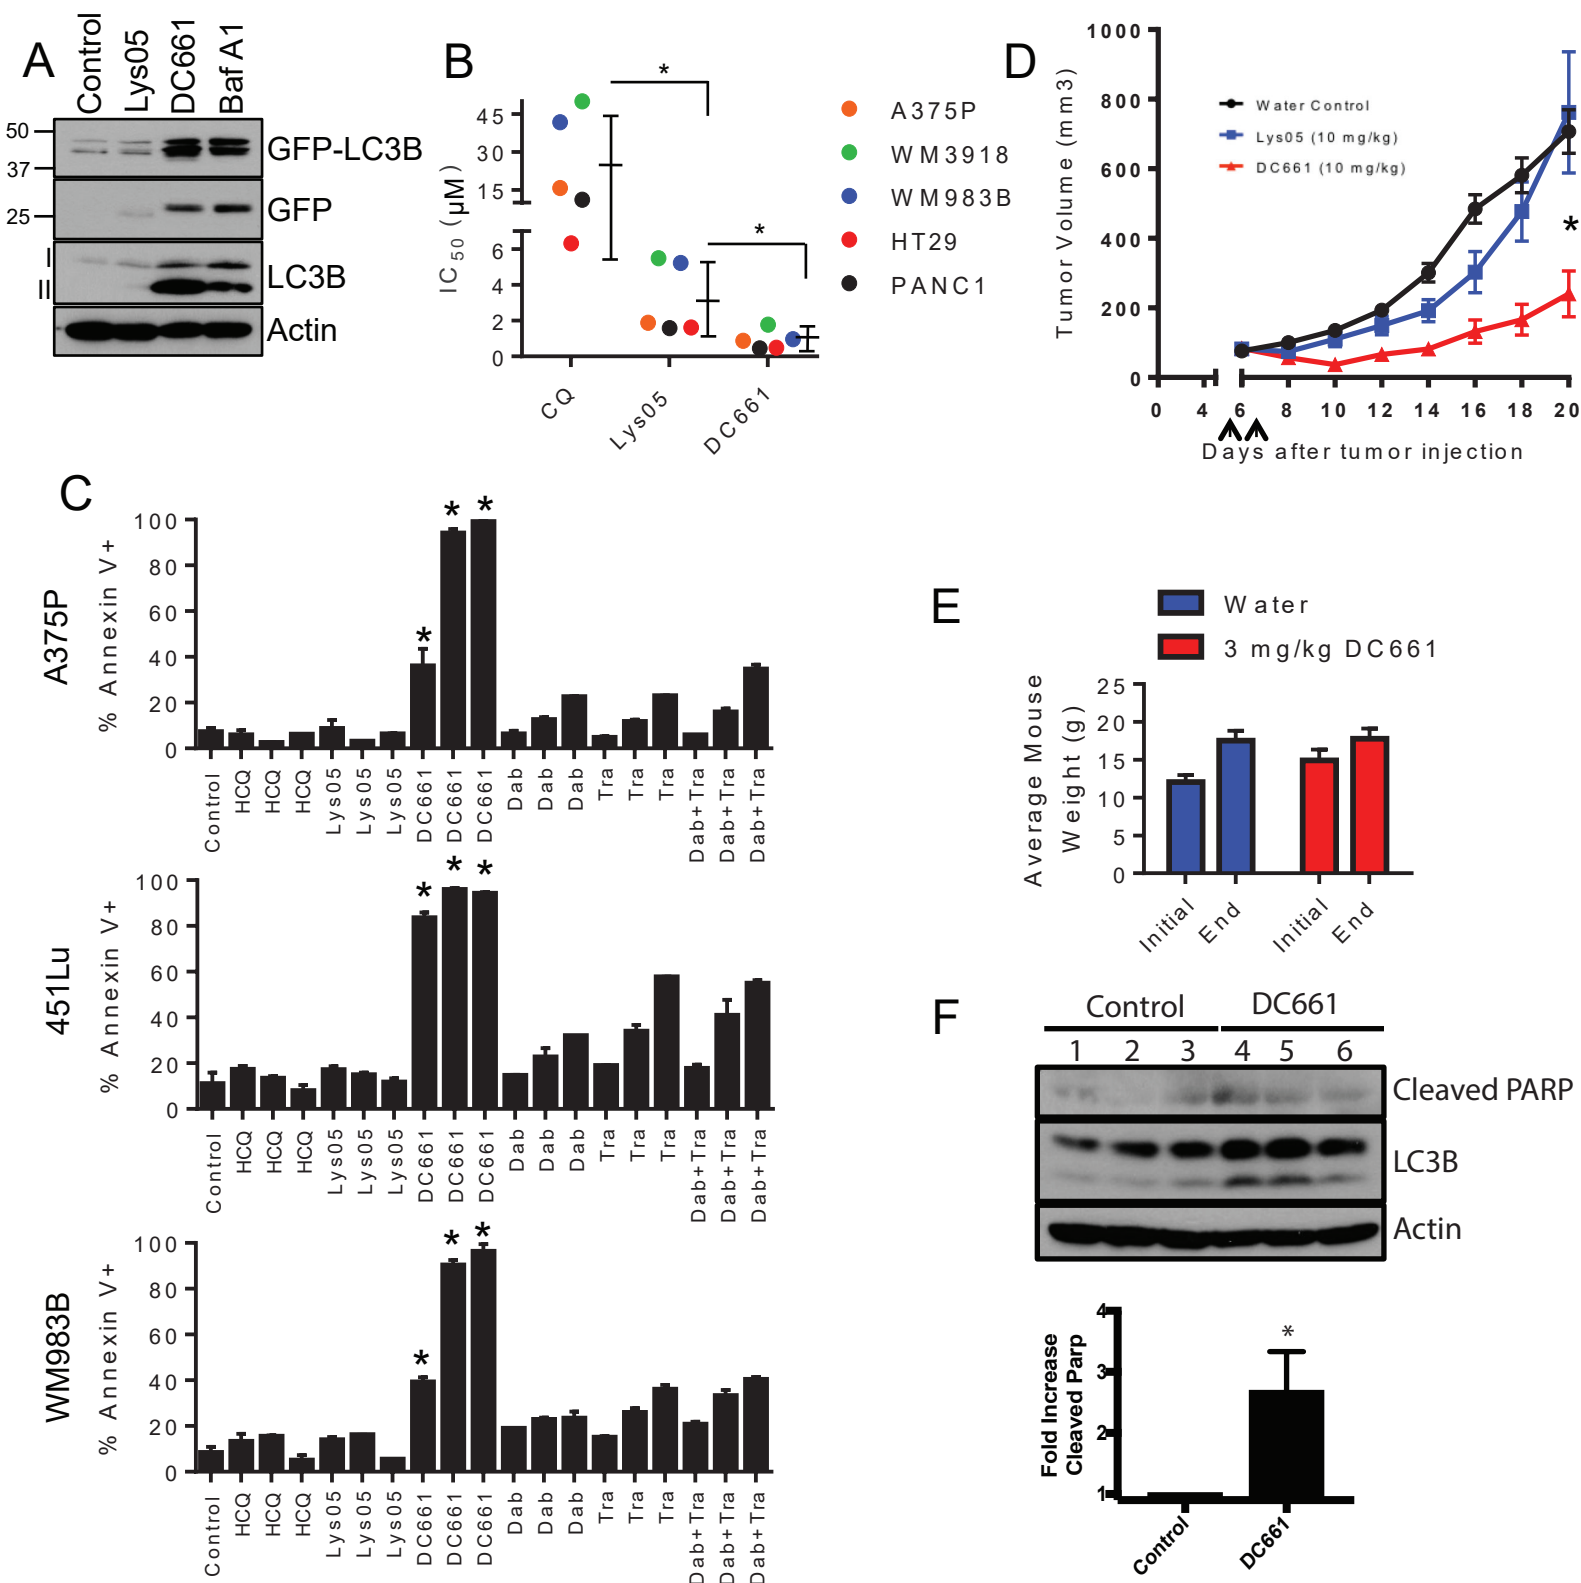 A
Control
Lys05
DC661
Baf A1
50
37
25
GFP-LC3B
GFP
I
II
LC3B
Actin
B
IC50 (μM)
45
30
15
6
4
2
0
*
*
CQ
Lys05
DC661
A375P
WM3918
WM983B
HT29
PANC1
D
Tumor Volume (mm3)
1000
800
600
400
200
0
Water Control
Lys05 (10 mg/kg)
DC661 (10 mg/kg)
*
0 4 6 8 10 12 14 16 18 20
Days after tumor injection
C
A375P
% Annexin V+
100
80
60
40
20
0
* * *
Control
HCQ
HCQ
HCQ
Lys05
Lys05
Lys05
DC661
DC661
DC661
Dab
Dab
Dab
Tra
Tra
Tra
Dab+Tra
Dab+Tra
Dab+Tra
451Lu
% Annexin V+
100
80
60
40
20
0
* * *
Control
HCQ
HCQ
HCQ
Lys05
Lys05
Lys05
DC661
DC661
DC661
Dab
Dab
Dab
Tra
Tra
Tra
Dab+Tra
Dab+Tra
Dab+Tra
WM983B
% Annexin V+
100
80
60
40
20
0
* * *
Control
HCQ
HCQ
HCQ
Lys05
Lys05
Lys05
DC661
DC661
DC661
Dab
Dab
Dab
Tra
Tra
Tra
Dab+Tra
Dab+Tra
Dab+Tra
E
Water
3 mg/kg DC661
Average Mouse
Weight (g)
25
20
15
10
5
0
Initial
End
Initial
End
F
Control
DC661
1 2 3 4 5 6
Cleaved PARP
LC3B
Actin
Fold Increase
Cleaved Parp
4
3
2
1
*
Control
DC661